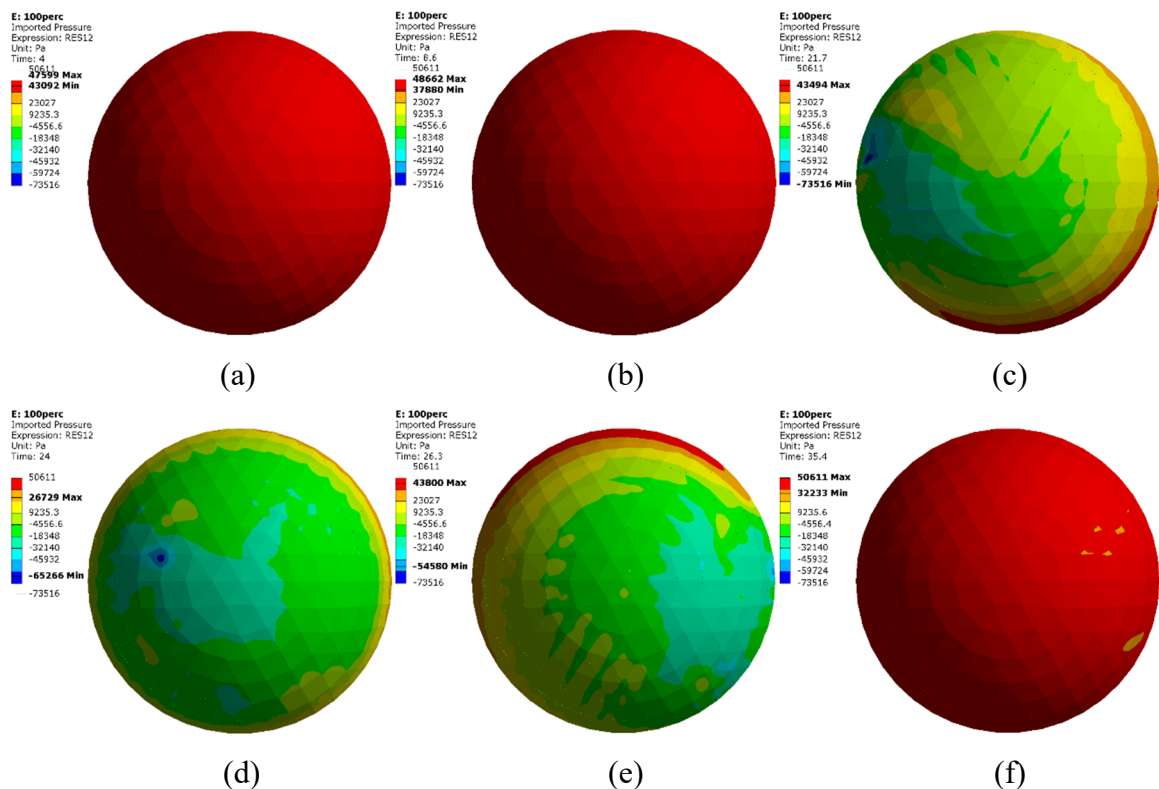 E: 100perc
Imported Pressure
Expression: RES12
Unit: Pa
Time: 4
50611
47599 Max
43092 Min
23027
9235.3
-4556.6
-18348
-32140
-45932
-59724
-73516
(a)
E: 100perc
Imported Pressure
Expression: RES12
Unit: Pa
Time: 8.6
50611
48662 Max
37880 Min
23027
9235.3
-4556.6
-18348
-32140
-45932
-59724
-73516
(b)
E: 100perc
Imported Pressure
Expression: RES12
Unit: Pa
Time: 21.7
50611
43494 Max
23027
9235.3
-4556.6
-18348
-32140
-45932
-59724
-73516 Min
(c)
E: 100perc
Imported Pressure
Expression: RES12
Unit: Pa
Time: 24
50611
26729 Max
9235.3
-4556.6
-18348
-32140
-45932
-65266 Min
-73516
(d)
E: 100perc
Imported Pressure
Expression: RES12
Unit: Pa
Time: 26.3
50611
43800 Max
23027
9235.3
-4556.6
-18348
-32140
-54580 Min
-73516
(e)
E: 100perc
Imported Pressure
Expression: RES12
Unit: Pa
Time: 35.4
50611 Max
32233 Min
9235.6
-4556.4
-18348
-32140
-45932
-59724
-73516
(f)